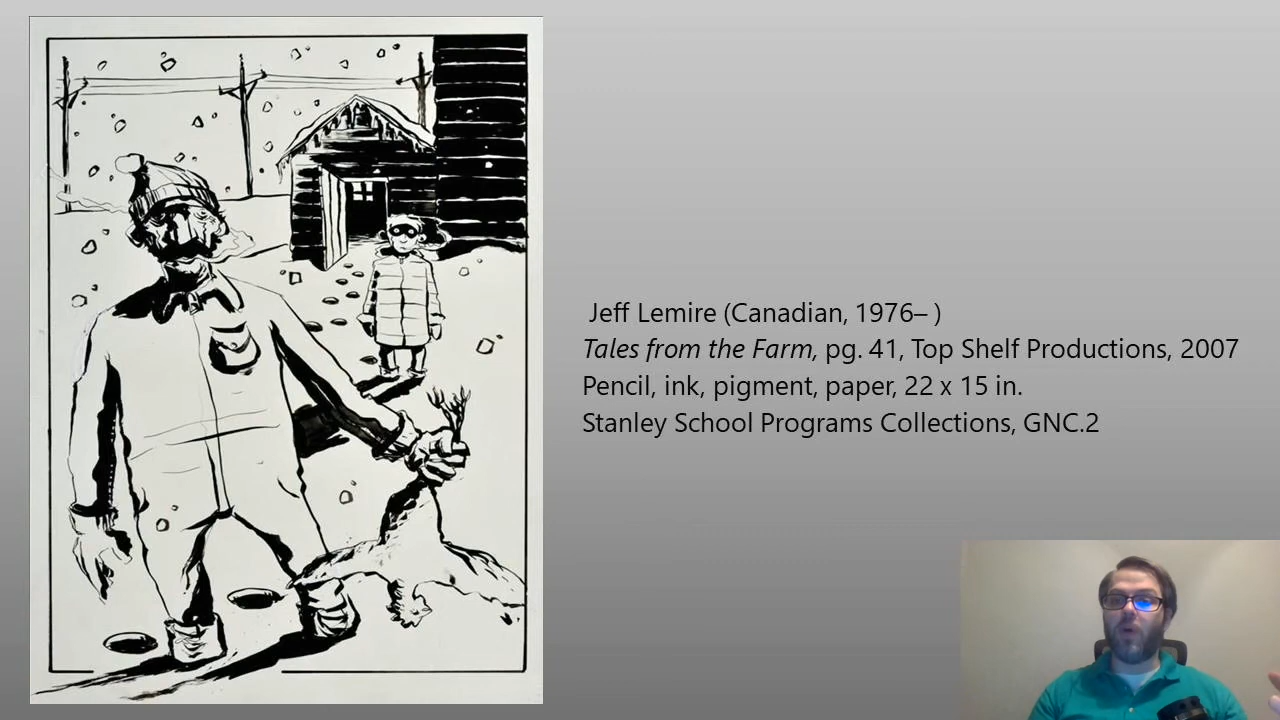 Jeff Lemire (Canadian, 1976– )
Tales from the Farm, pg. 41, Top Shelf Productions, 2007
Pencil, ink, pigment, paper, 22 x 15 in.
Stanley School Programs Collections, GNC.2